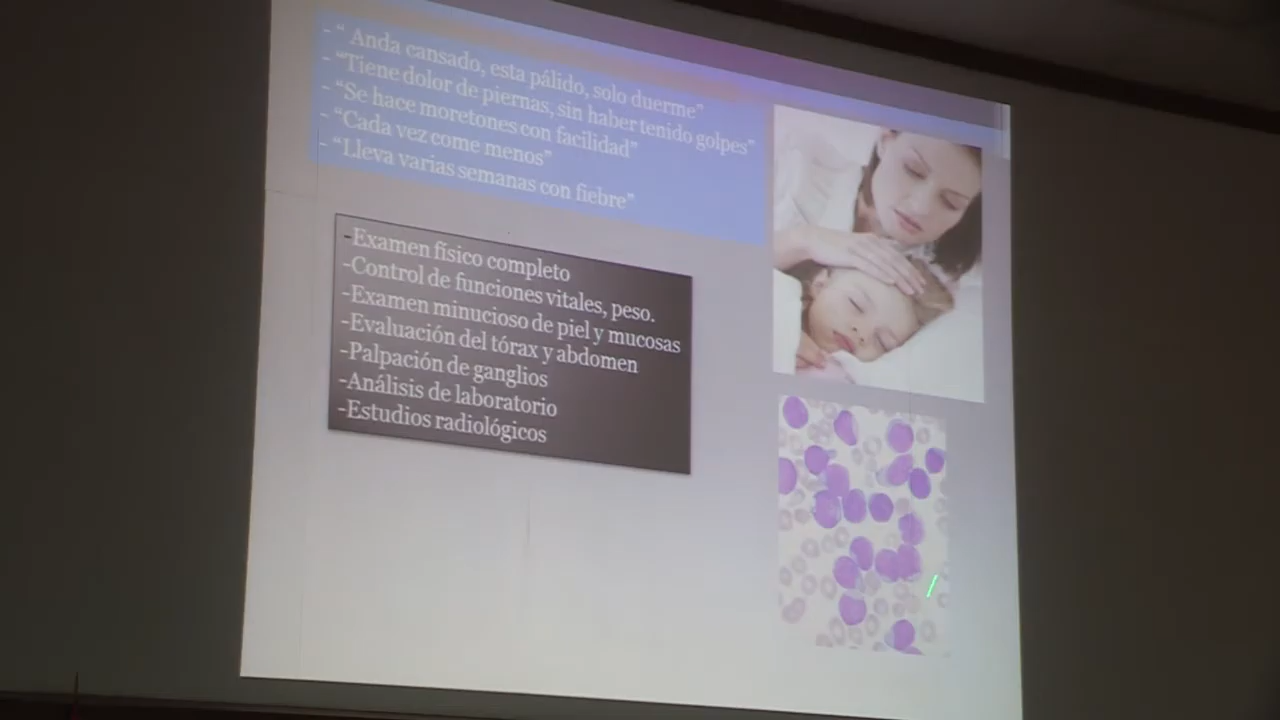 - “ Anda cansado, esta pálido, solo duerme”
- “Tiene dolor de piernas, sin haber tenido golpes”
- “Se hace moretones con facilidad”
- “Cada vez come menos”
- “Lleva varias semanas con fiebre”
-Examen físico completo
-Control de funciones vitales, peso.
-Examen minucioso de piel y mucosas
-Evaluación del tórax y abdomen
-Palpación de ganglios
-Análisis de laboratorio
-Estudios radiológicos